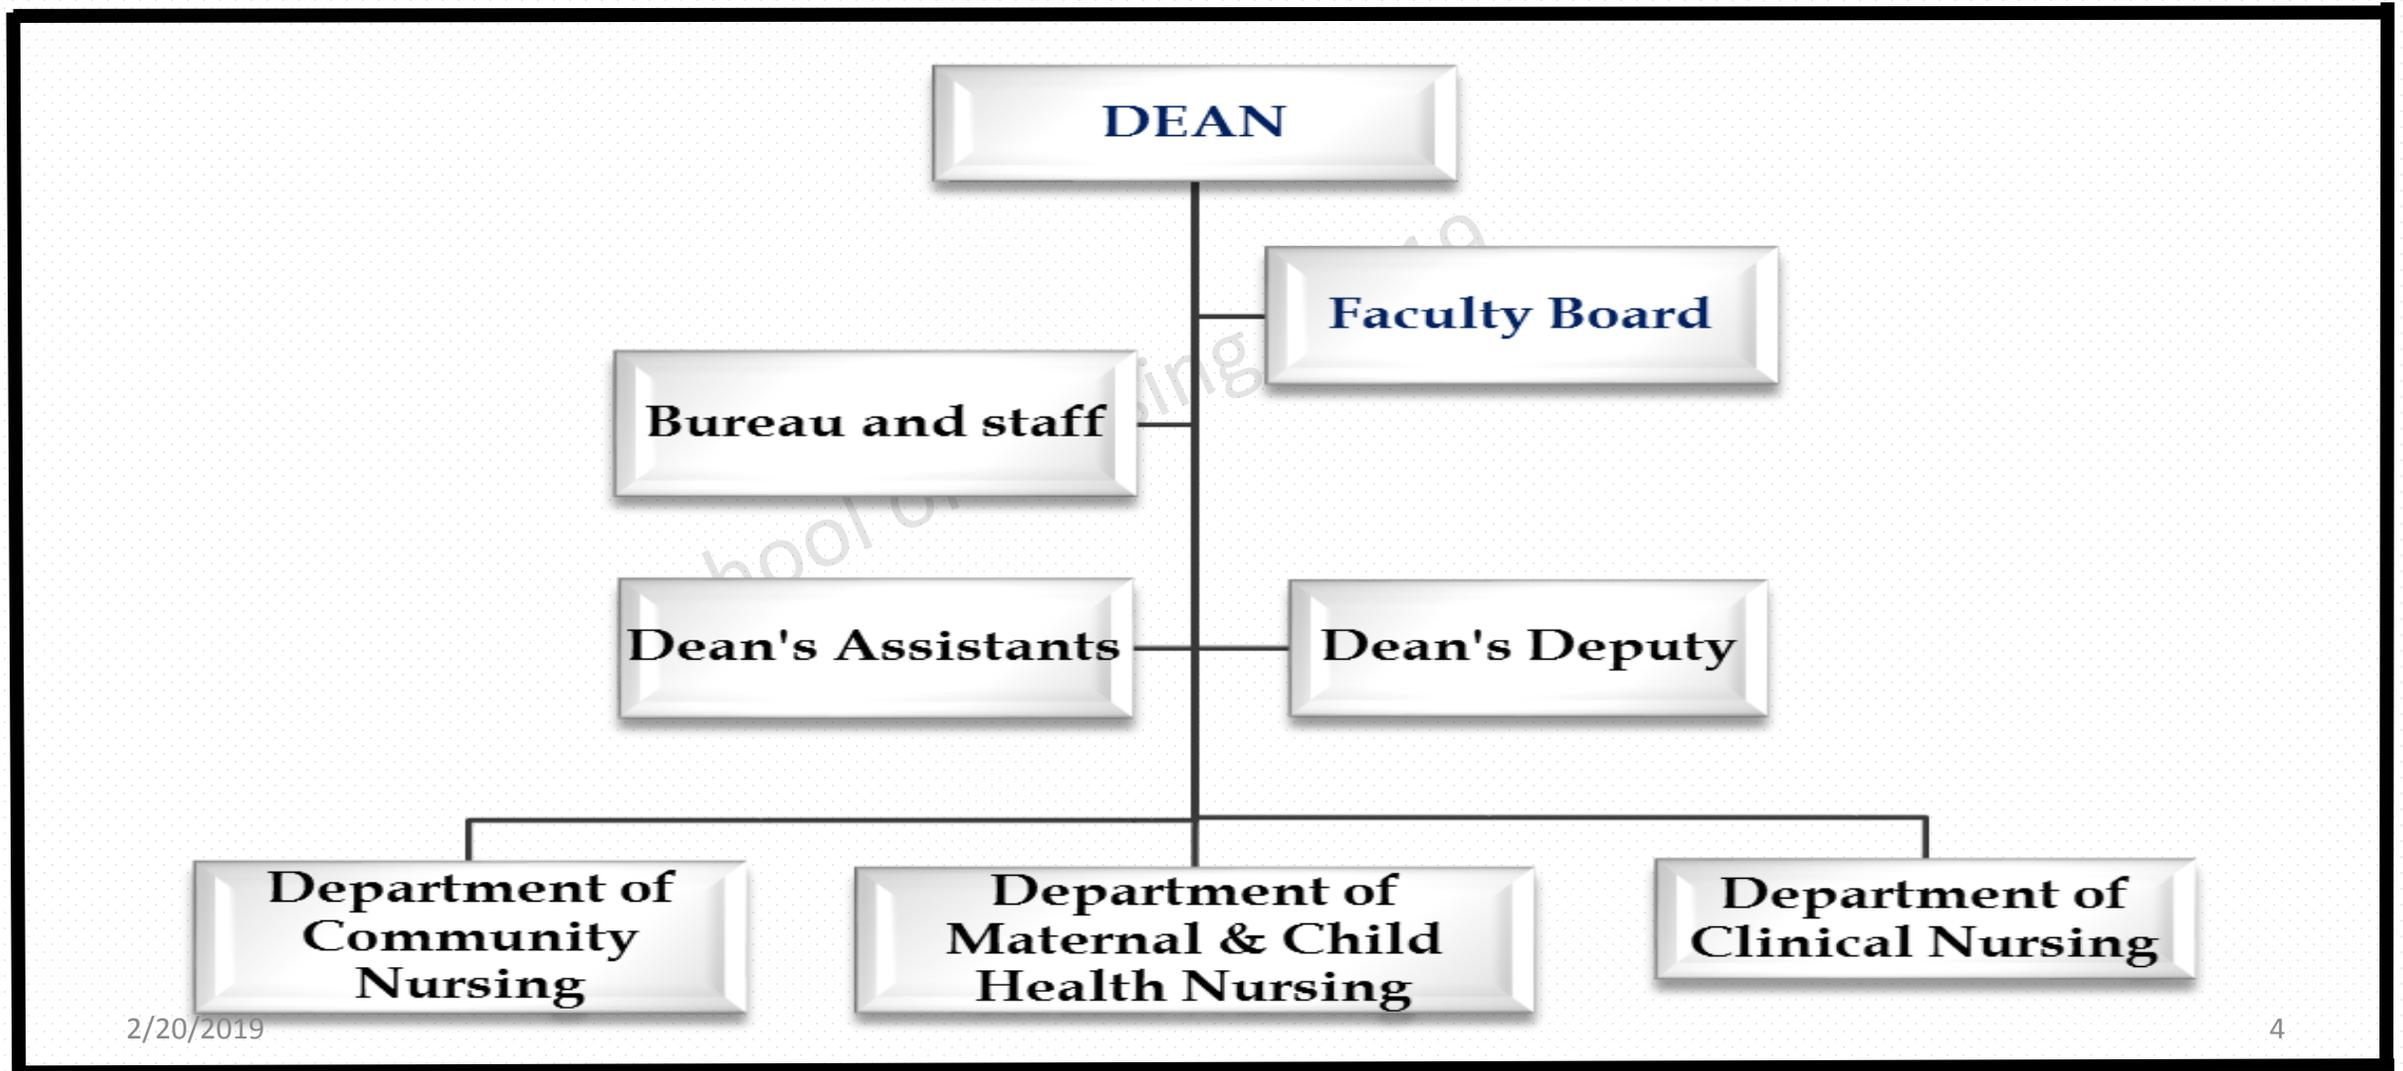 DEAN
Faculty Board
Bureau and staff
Dean's Assistants
Dean's Deputy
Department of
Community
Nursing
Department of
Maternal & Child
Health Nursing
Department of
Clinical Nursing
2/20/2019
4